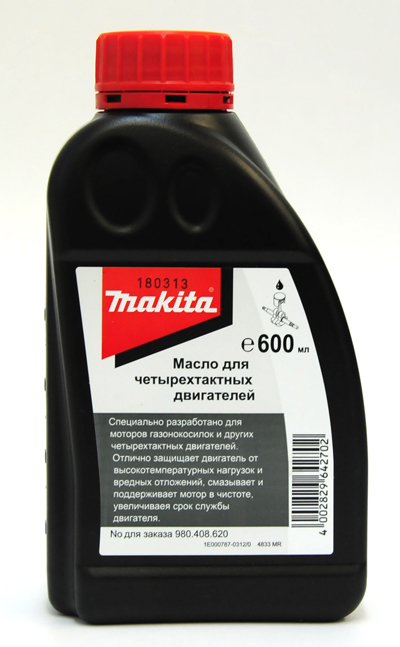 180313
makita
℮ 600 мл
Масло для
четырехтактных
двигателей
Специально разработано для
моторов газонокосилок и других
четырехтактных двигателей.
Отлично защищает двигатель от
высокотемпературных нагрузок и
вредных отложений, смазывает и
поддерживает мотор в чистоте,
увеличиваея срок службы
двигателя.
No для заказа 980.408.620
1E000787-0312/0 4833 MR
4 002829 642702